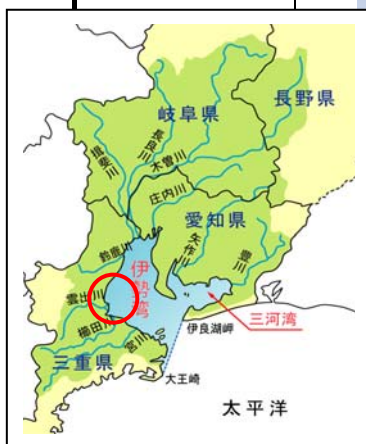 岐阜県
長野県
揖斐川
長良川
木曽川
庄内川
愛知県
鈴鹿川
伊勢湾
矢作川
豊川
雲出川
櫛田川
宮川
三重県
伊良湖岬
三河湾
大王崎
太平洋